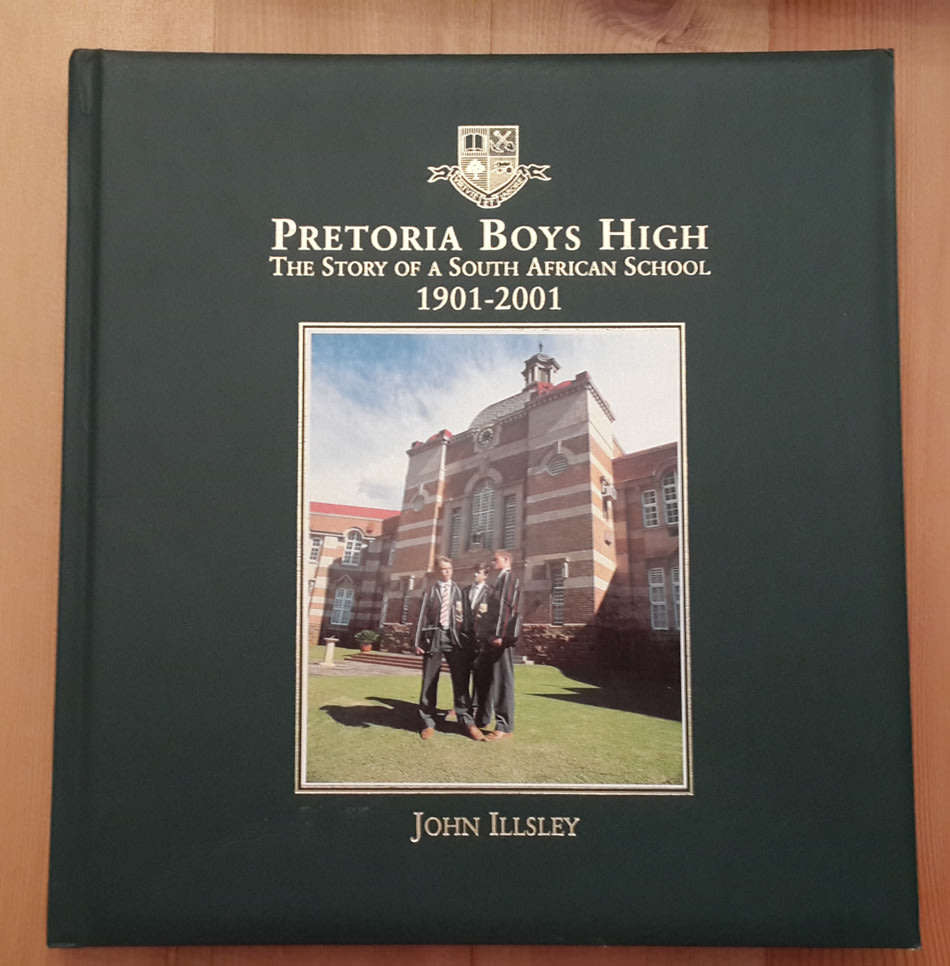 PRETORIA BOYS HIGH
THE STORY OF A SOUTH AFRICAN SCHOOL
1901-2001
JOHN ILLSLEY